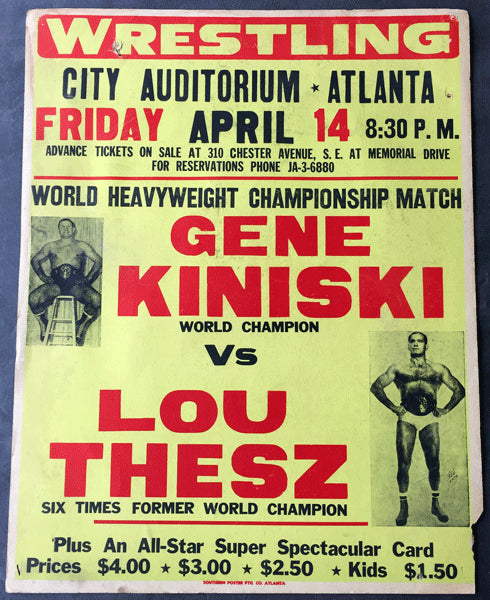 WRESTLING
CITY AUDITORIUM ★ ATLANTA
FRIDAY APRIL 14 8:30 P. M.
ADVANCE TICKETS ON SALE AT 310 CHESTER AVENUE, S. E. AT MEMORIAL DRIVE
FOR RESERVATIONS PHONE JA-3-6880
WORLD HEAVYWEIGHT CHAMPIONSHIP MATCH
GENE
KINISKI
WORLD CHAMPION
Vs
LOU
THESZ
SIX TIMES FORMER WORLD CHAMPION
Plus An All-Star Super Spectacular Card
Prices $4.00 ★ $3.00 ★ $2.50 ★ Kids $1.50
SOUTHERN POSTER PTG. CO. ATLANTA